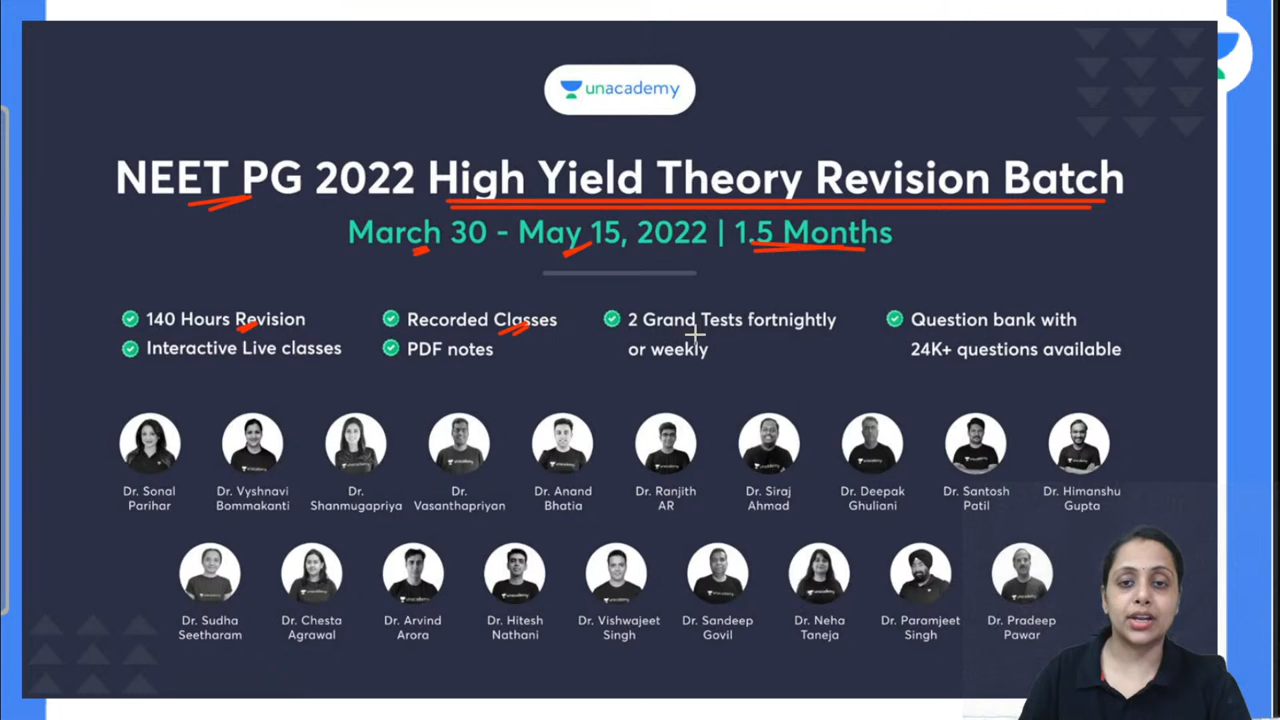 unacademy
NEET PG 2022 High Yield Theory Revision Batch
March 30 - May 15, 2022 | 1.5 Months
140 Hours Revision
Interactive Live classes
Recorded Classes
PDF notes
2 Grand Tests fortnightly
or weekly
Question bank with
24K+ questions available
Dr. Sonal
Parihar
Dr. Vyshnavi
Bommakanti
Dr.
Shanmugapriya
Dr.
Vasanthapriyan
Dr. Anand
Bhatia
Dr. Ranjith
AR
Dr. Siraj
Ahmad
Dr. Deepak
Ghuliani
Dr. Santosh
Patil
Dr. Himanshu
Gupta
Dr. Sudha
Seetharam
Dr. Chesta
Agrawal
Dr. Arvind
Arora
Dr. Hitesh
Nathani
Dr. Vishwajeet
Singh
Dr. Sandeep
Govil
Dr. Neha
Taneja
Dr. Paramjeet
Singh
Dr. Pradeep
Pawar